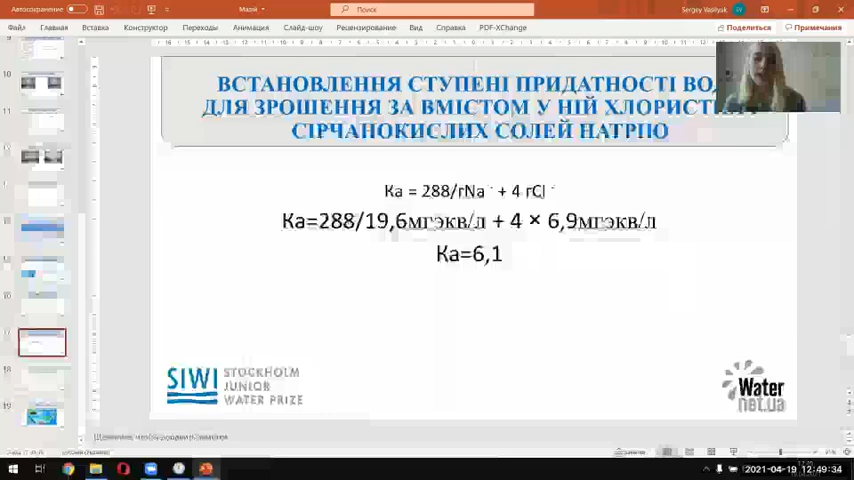 Автосохранение
Мазій
Поиск
Sergey Vasilyuk
Файл Главная Вставка Конструктор Переходы Анимация Слайд-шоу Рецензирование Вид Справка PDF-XChange Поделиться Примечания
ВСТАНОВЛЕННЯ СТУПЕНІ ПРИДАТНОСТІ
ДЛЯ ЗРОШЕННЯ ЗА ВМІСТОМ У НІЙ
СІРЧАНОКИСЛИХ СОЛЕЙ НАТРІЮ
Ка = 288/rNa + 4 rCl
Ка=288/19,6мгэкв/л + 4 × 6,9мгэкв/л
Ка=6,1
SIWI STOCKHOLM
JUNIOR
WATER PRIZE
Water
net.ua
2021-04-19 12:49:34